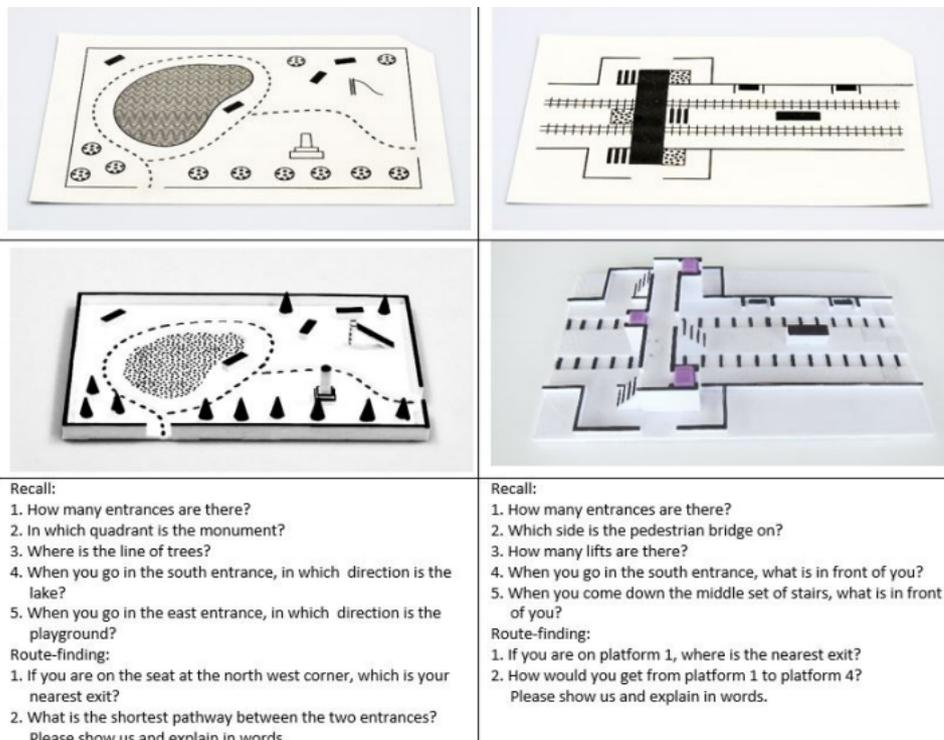 Recall:
1. How many entrances are there?
2. In which quadrant is the monument?
3. Where is the line of trees?
4. When you go in the south entrance, in which direction is the
lake?
5. When you go in the east entrance, in which direction is the
playground?
Route-finding:
1. If you are on the seat at the north west corner, which is your
nearest exit?
2. What is the shortest pathway between the two entrances?
Please show us and explain in words.
Recall:
1. How many entrances are there?
2. Which side is the pedestrian bridge on?
3. How many lifts are there?
4. When you go in the south entrance, what is in front of you?
5. When you come down the middle set of stairs, what is in front
of you?
Route-finding:
1. If you are on platform 1, where is the nearest exit?
2. How would you get from platform 1 to platform 4?
Please show us and explain in words.